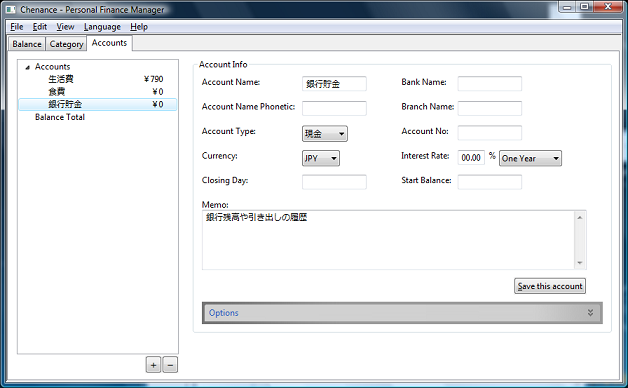 Chenance - Personal Finance Manager
File Edit View Language Help
Balance Category Accounts
Accounts
生活費 ¥790
食費 ¥0
銀行貯金 ¥0
Balance Total
+ −
Account Info
Account Name: 銀行貯金 Bank Name:
Account Name Phonetic: Branch Name:
Account Type: 現金 Account No:
Currency: JPY Interest Rate: 00.00 % One Year
Closing Day: Start Balance:
Memo:
銀行残高や引き出しの履歴
Save this account
Options